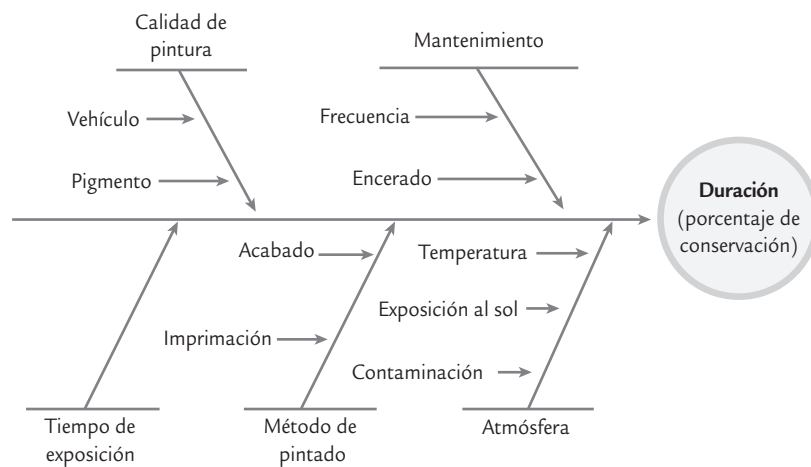 Calidad de
pintura
Mantenimiento
Vehículo
Frecuencia
Pigmento
Encerado
Duración
(porcentaje de
conservación)
Acabado
Temperatura
Exposición al sol
Imprimación
Contaminación
Tiempo de
exposición
Método de
pintado
Atmósfera